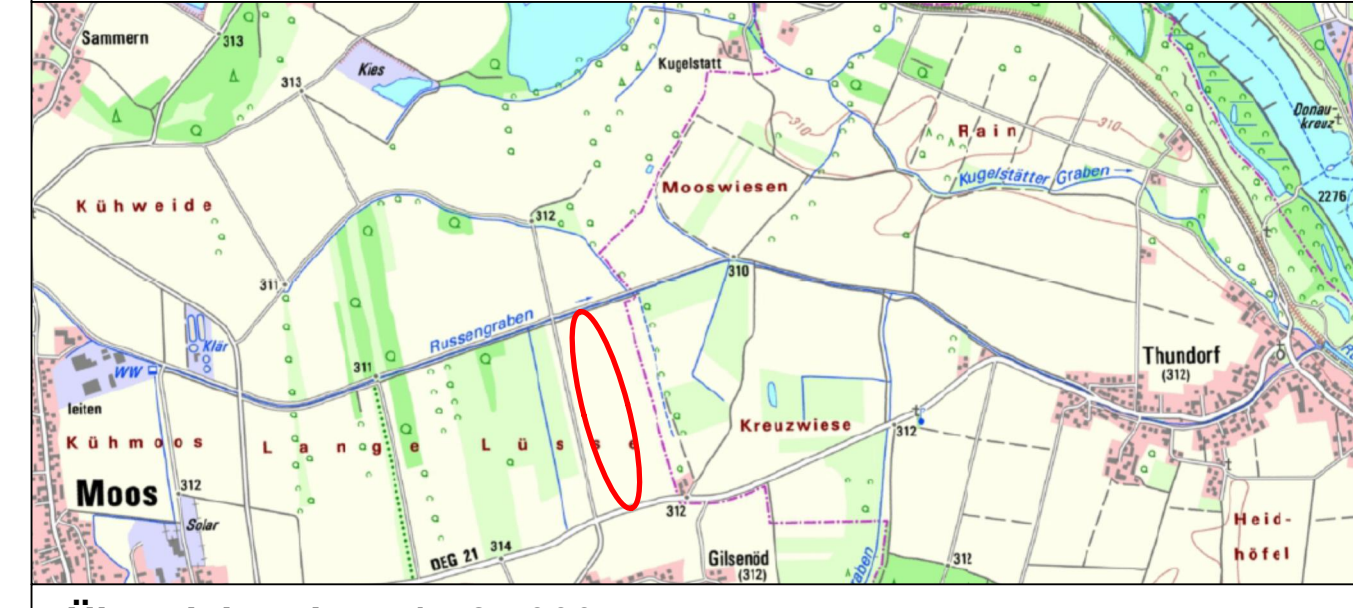 Sammern
313
Kies
313
Kugelstatt
Donau-
kreuz
310
Rain
310
Kugelstätter Graben
2276
Kühweide
Mooswiesen
312
311
310
Russengraben
Klär
WW
311
Thundorf
(312)
leiten
Kühmoos
Lange Lüsse
Kreuzwiese
312
Moos
312
312
Solar
Heid-
höfel
DEG 21
314
Gilsenöd
(312)
312
aben